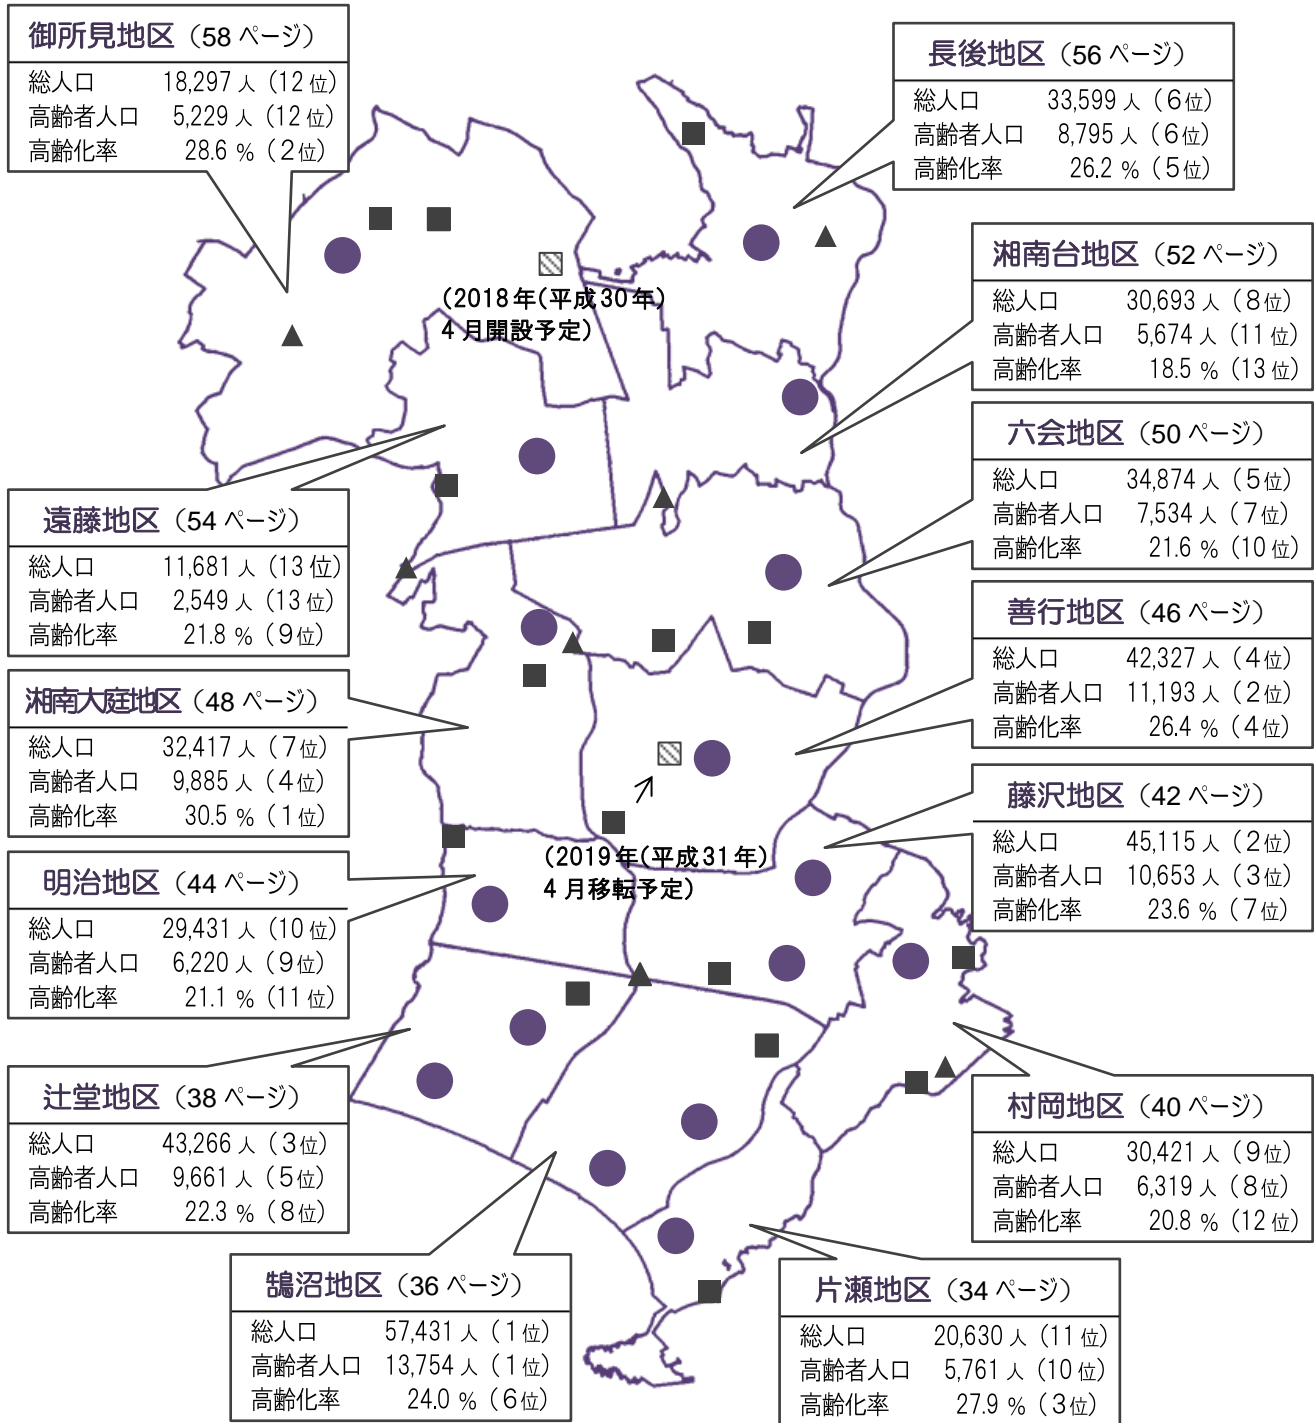 御所見地区（58 ページ）
総人口 18,297 人（12 位）
高齢者人口 5,229 人（12 位）
高齢化率 28.6 %（2位）
長後地区（56 ページ）
総人口 33,599 人（6位）
高齢者人口 8,795 人（6位）
高齢化率 26.2 %（5位）
湘南台地区（52 ページ）
総人口 30,693 人（8位）
高齢者人口 5,674 人（11 位）
高齢化率 18.5 %（13 位）
(2018年(平成30年)
4月開設予定)
六会地区（50 ページ）
総人口 34,874 人（5位）
高齢者人口 7,534 人（7位）
高齢化率 21.6 %（10 位）
遠藤地区（54 ページ）
総人口 11,681 人（13 位）
高齢者人口 2,549 人（13 位）
高齢化率 21.8 %（9位）
善行地区（46 ページ）
総人口 42,327 人（4位）
高齢者人口 11,193 人（2位）
高齢化率 26.4 %（4位）
湘南大庭地区（48 ページ）
総人口 32,417 人（7位）
高齢者人口 9,885 人（4位）
高齢化率 30.5 %（1位）
藤沢地区（42 ページ）
総人口 45,115 人（2位）
高齢者人口 10,653 人（3位）
高齢化率 23.6 %（7位）
(2019年(平成31年)
4月移転予定)
明治地区（44 ページ）
総人口 29,431 人（10 位）
高齢者人口 6,220 人（9位）
高齢化率 21.1 %（11 位）
辻堂地区（38 ページ）
総人口 43,266 人（3位）
高齢者人口 9,661 人（5位）
高齢化率 22.3 %（8位）
村岡地区（40 ページ）
総人口 30,421 人（9位）
高齢者人口 6,319 人（8位）
高齢化率 20.8 %（12 位）
鵠沼地区（36 ページ）
総人口 57,431 人（1位）
高齢者人口 13,754 人（1位）
高齢化率 24.0 %（6位）
片瀬地区（34 ページ）
総人口 20,630 人（11 位）
高齢者人口 5,761 人（10 位）
高齢化率 27.9 %（3位）